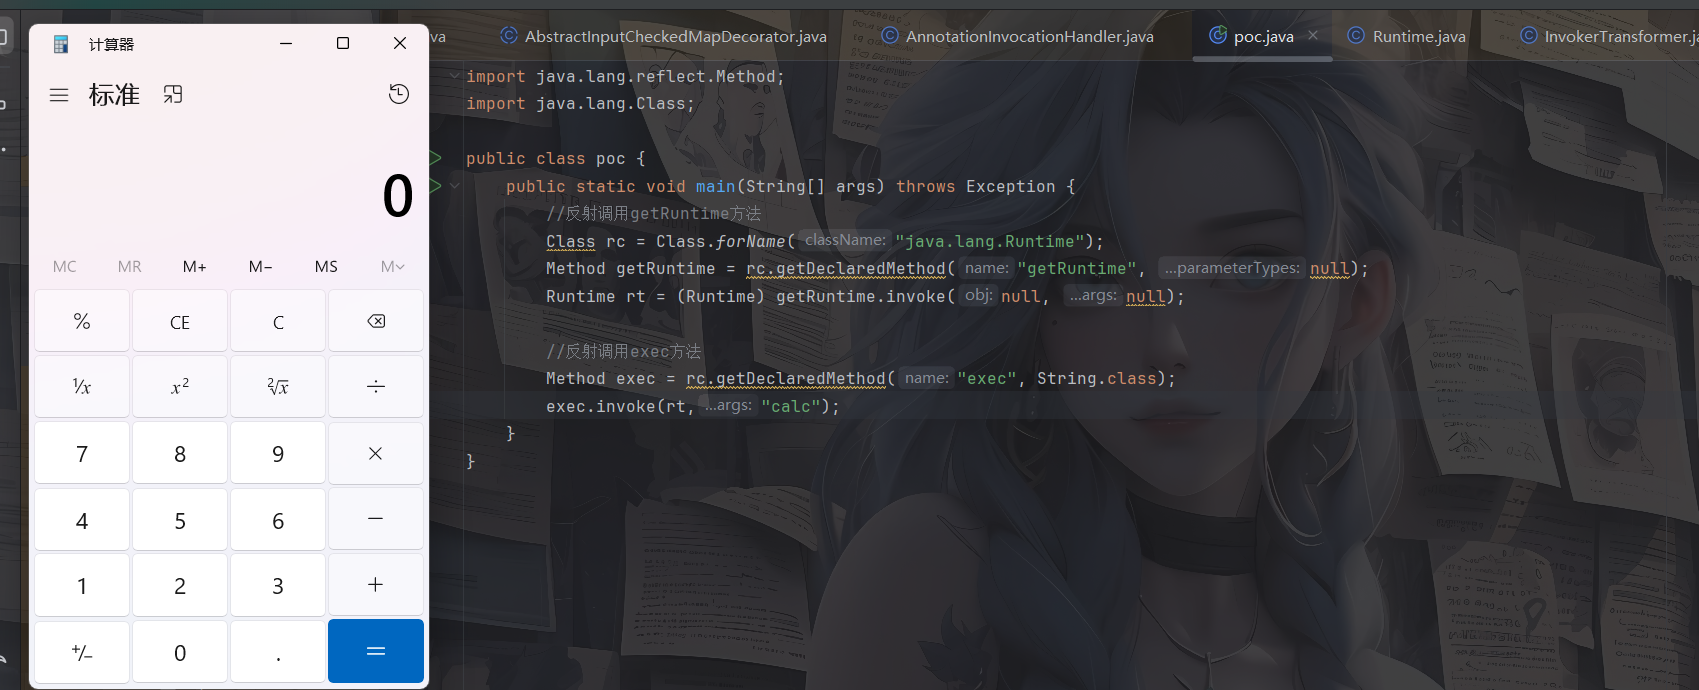 计算器
标准
0
MC MR M+ M− MS M
% CE C
¹/x x² ²√x ÷
7 8 9 ×
4 5 6 −
1 2 3 +
+/− 0 . =
va AbstractInputCheckedMapDecorator.java AnnotationInvocationHandler.java poc.java Runtime.java InvokerTransformer.ja
import java.lang.reflect.Method;
import java.lang.Class;
public class poc {
public static void main(String[] args) throws Exception {
//反射调用getRuntime方法
Class rc = Class.forName( className: "java.lang.Runtime");
Method getRuntime = rc.getDeclaredMethod( name: "getRuntime", ...parameterTypes: null);
Runtime rt = (Runtime) getRuntime.invoke( obj: null, ...args: null);
//反射调用exec方法
Method exec = rc.getDeclaredMethod( name: "exec", String.class);
exec.invoke(rt, ...args: "calc");
}
}